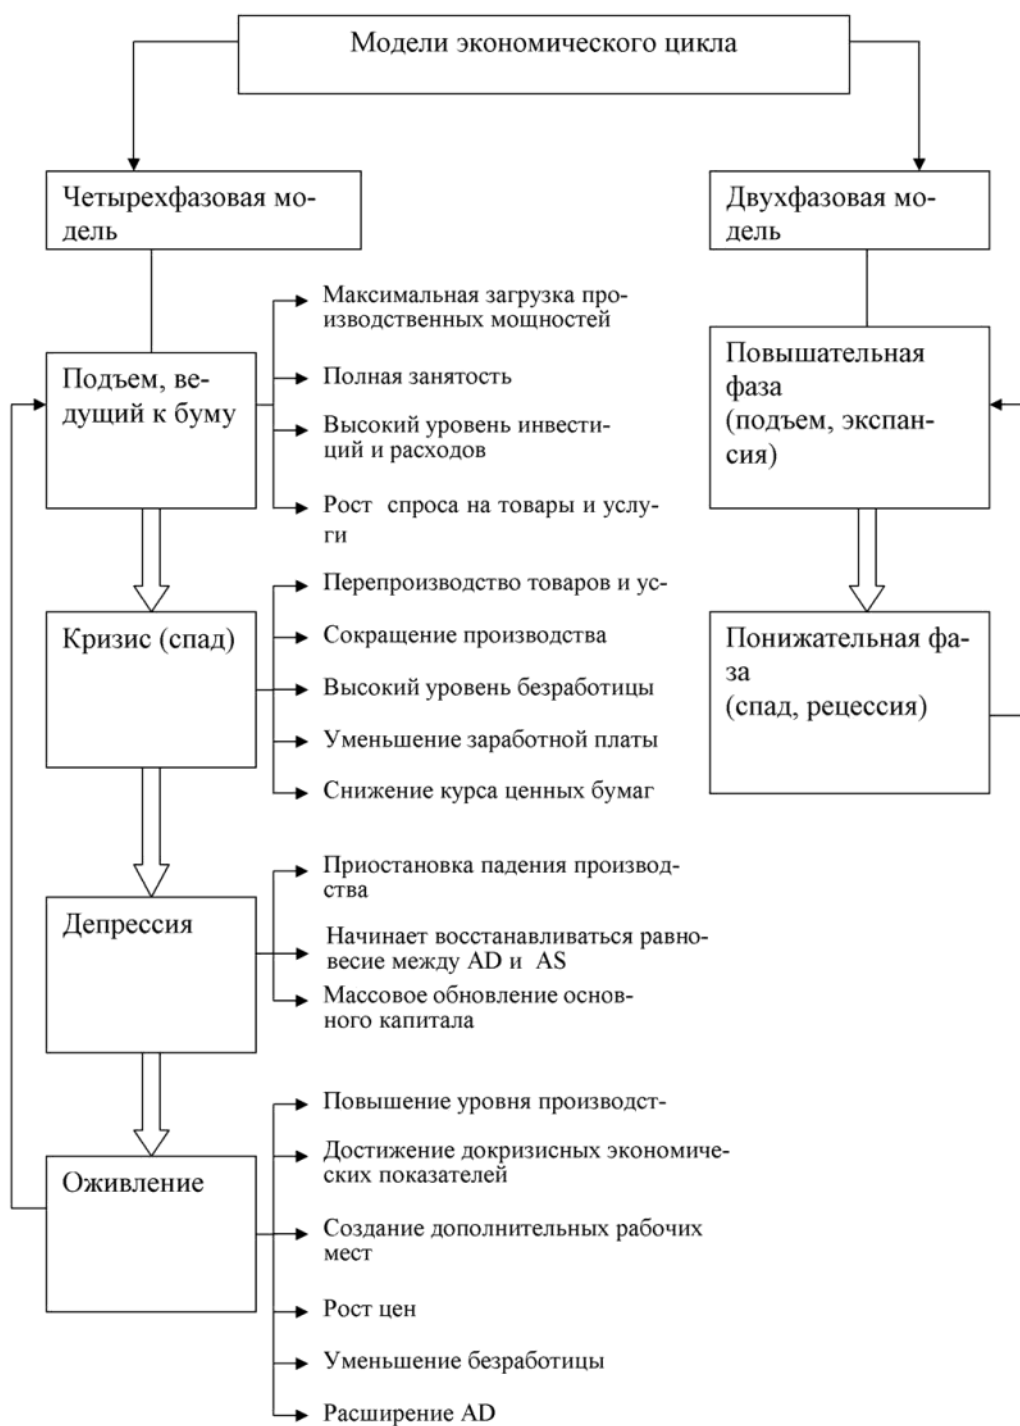 Модели экономического цикла
Четырехфазовая мо-
дель
Двухфазовая мо-
дель
Подъем, ве-
дущий к буму
Максимальная загрузка про-
изводственных мощностей
Полная занятость
Высокий уровень инвести-
ций и расходов
Рост спроса на товары и услу-
ги
Повышательная
фаза
(подъем, экспан-
сия)
Кризис (спад)
Перепроизводство товаров и ус-
Сокращение производства
Высокий уровень безработицы
Уменьшение заработной платы
Снижение курса ценных бумаг
Понижательная фа-
за
(спад, рецессия)
Депрессия
Приостановка падения производ-
ства
Начинает восстанавливаться равно-
весие между AD и AS
Массовое обновление основ-
ного капитала
Оживление
Повышение уровня производст-
Достижение докризисных экономиче-
ских показателей
Создание дополнительных рабочих
мест
Рост цен
Уменьшение безработицы
Расширение AD